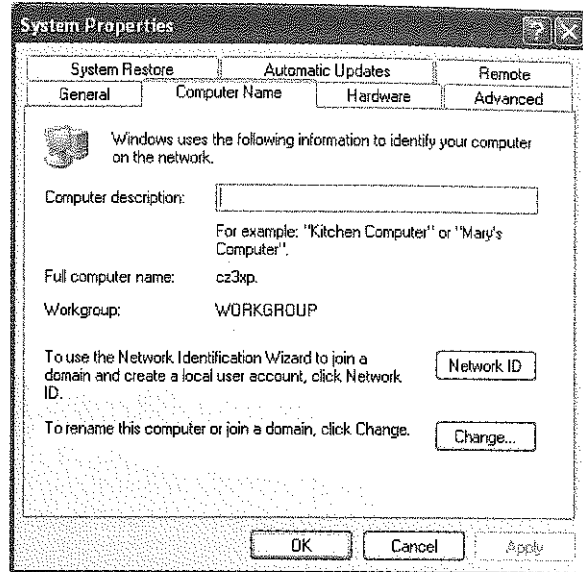 System Properties
System Restore Automatic Updates Remote
General Computer Name Hardware Advanced
Windows uses the following information to identify your computer
on the network.
Computer description:
For example: "Kitchen Computer" or "Mary's
Computer".
Full computer name: cz3xp.
Workgroup: WORKGROUP
To use the Network Identification Wizard to join a
domain and create a local user account, click Network
ID.
Network ID
To rename this computer or join a domain, click Change.
Change...
OK Cancel Apply